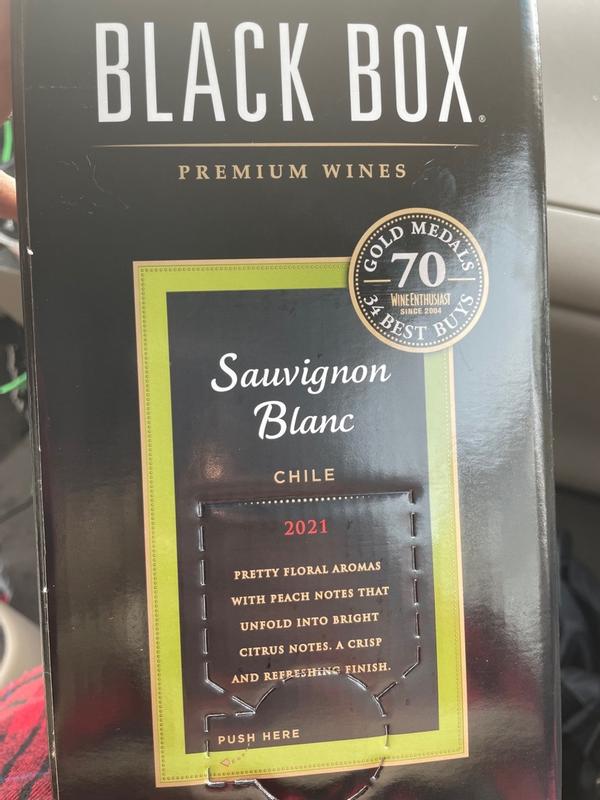 BLACK BOX®
PREMIUM WINES
GOLD MEDALS
70
WINE ENTHUSIAST
SINCE 2004
34 BEST BUYS
Sauvignon
Blanc
CHILE
2021
PRETTY FLORAL AROMAS
WITH PEACH NOTES THAT
UNFOLD INTO BRIGHT
CITRUS NOTES. A CRISP
AND REFRESHING FINISH.
PUSH HERE